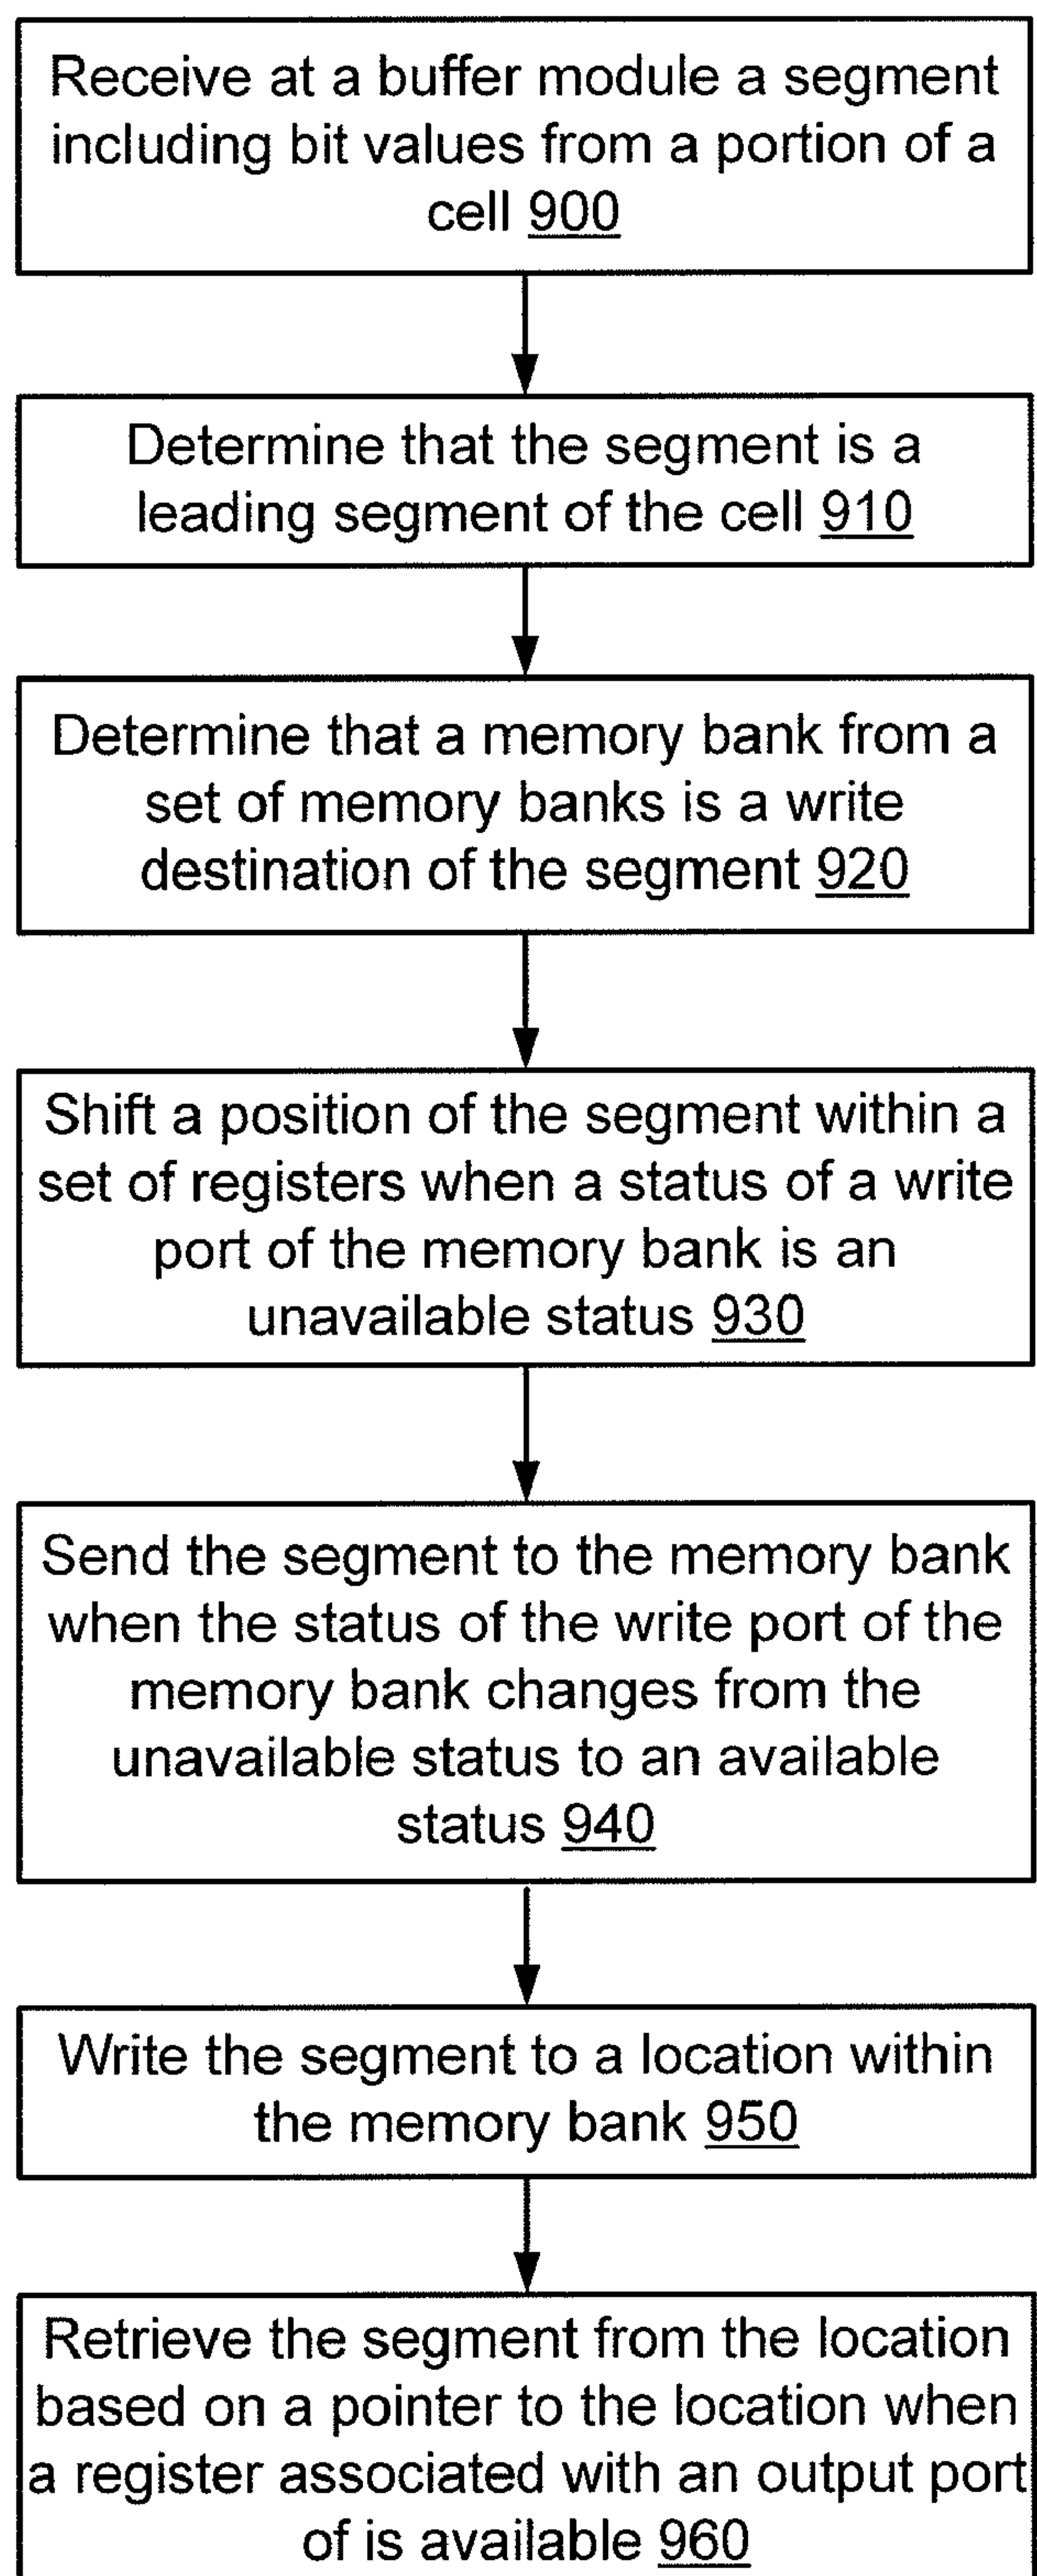 Receive at a buffer module a segment
including bit values from a portion of a
cell 900
Determine that the segment is a
leading segment of the cell 910
Determine that a memory bank from a
set of memory banks is a write
destination of the segment 920
Shift a position of the segment within a
set of registers when a status of a write
port of the memory bank is an
unavailable status 930
Send the segment to the memory bank
when the status of the write port of the
memory bank changes from the
unavailable status to an available
status 940
Write the segment to a location within
the memory bank 950
Retrieve the segment from the location
based on a pointer to the location when
a register associated with an output port
of is available 960